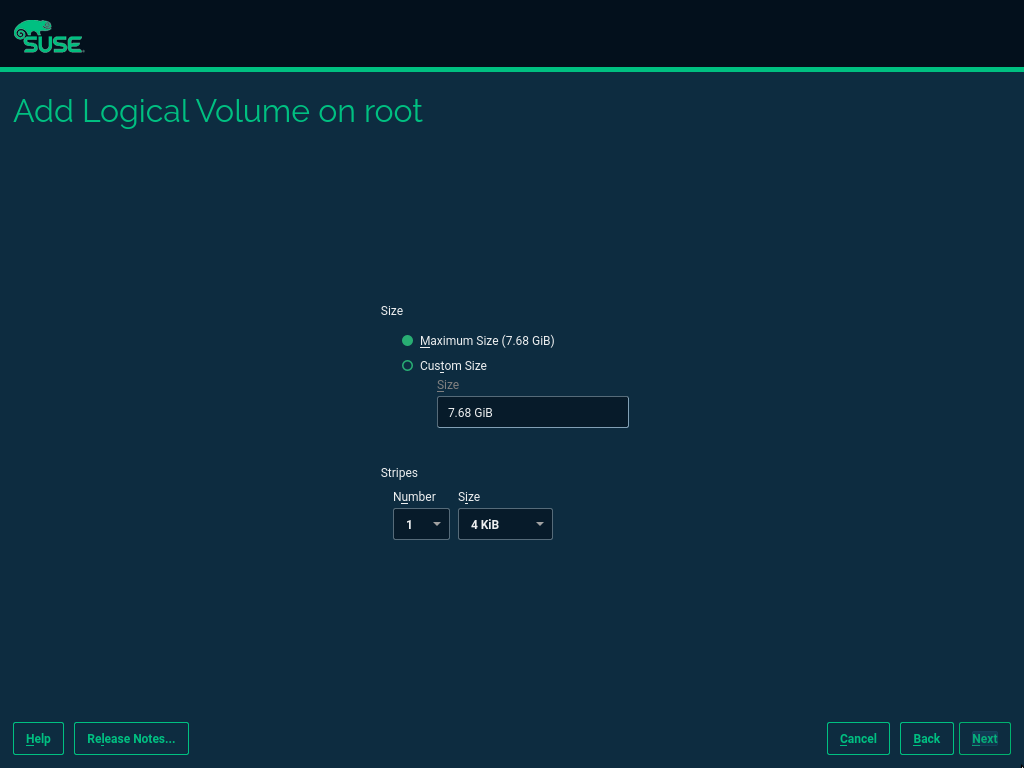 SUSE
Add Logical Volume on root
Size
Maximum Size (7.68 GiB)
Custom Size
Size
7.68 GiB
Stripes
Number Size
1 4 KiB
Help Release Notes... Cancel Back Next